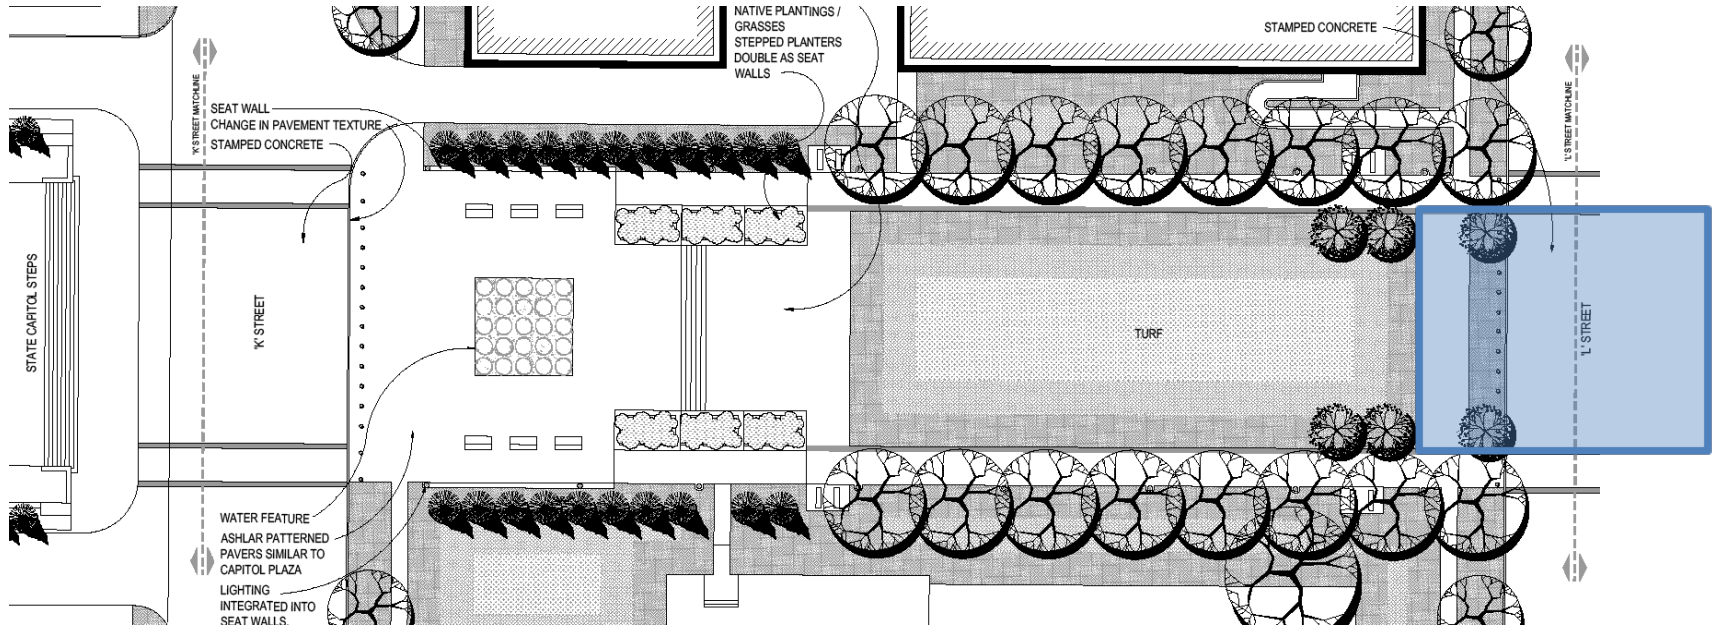 NATIVE PLANTINGS /
GRASSES
STEPPED PLANTERS
DOUBLE AS SEAT
WALLS
STAMPED CONCRETE
'K' STREET MATCHLINE
SEAT WALL
CHANGE IN PAVEMENT TEXTURE
STAMPED CONCRETE
'L' STREET MATCHLINE
STATE CAPITOL STEPS
'K' STREET
TURF
'L' STREET
WATER FEATURE
ASHLAR PATTERNED
PAVERS SIMILAR TO
CAPITOL PLAZA
LIGHTING
INTEGRATED INTO
SEAT WALLS.